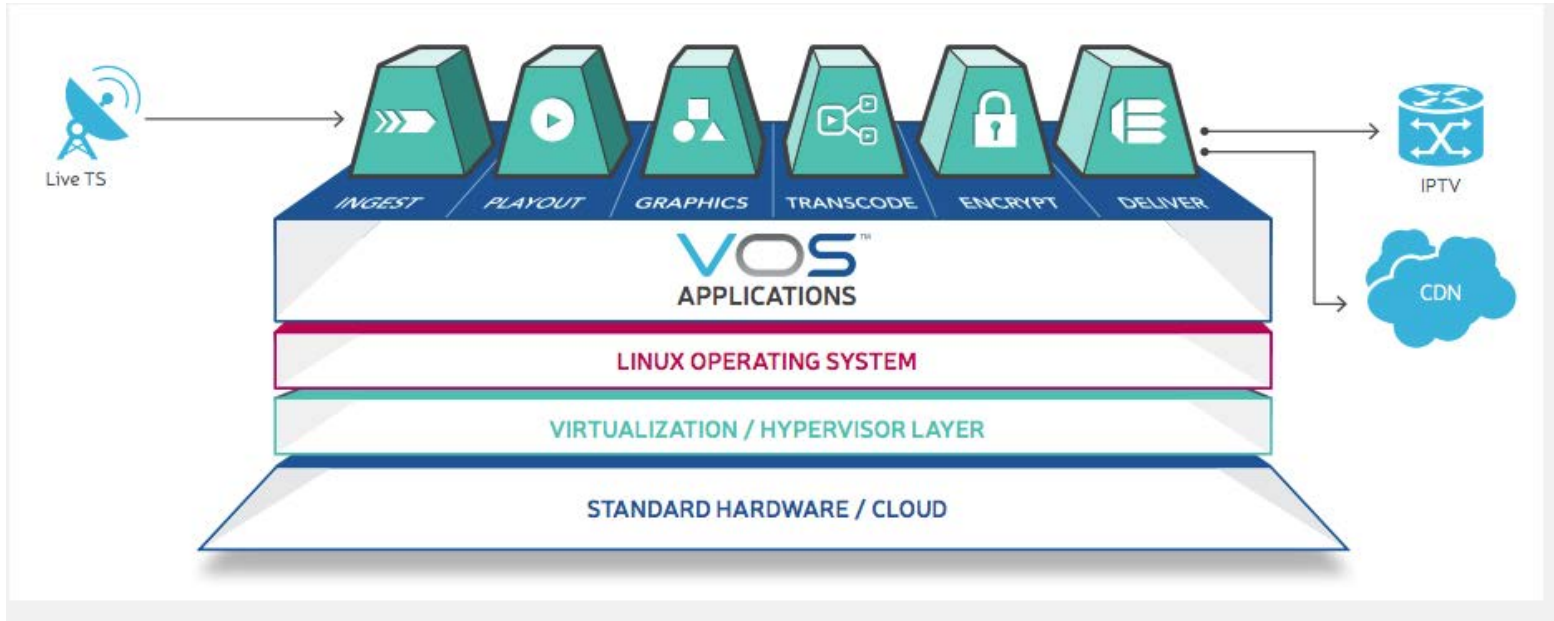 Live TS
INGEST
PLAYOUT
GRAPHICS
TRANSCODE
ENCRYPT
DELIVER
IPTV
VOS™
APPLICATIONS
CDN
LINUX OPERATING SYSTEM
VIRTUALIZATION / HYPERVISOR LAYER
STANDARD HARDWARE / CLOUD